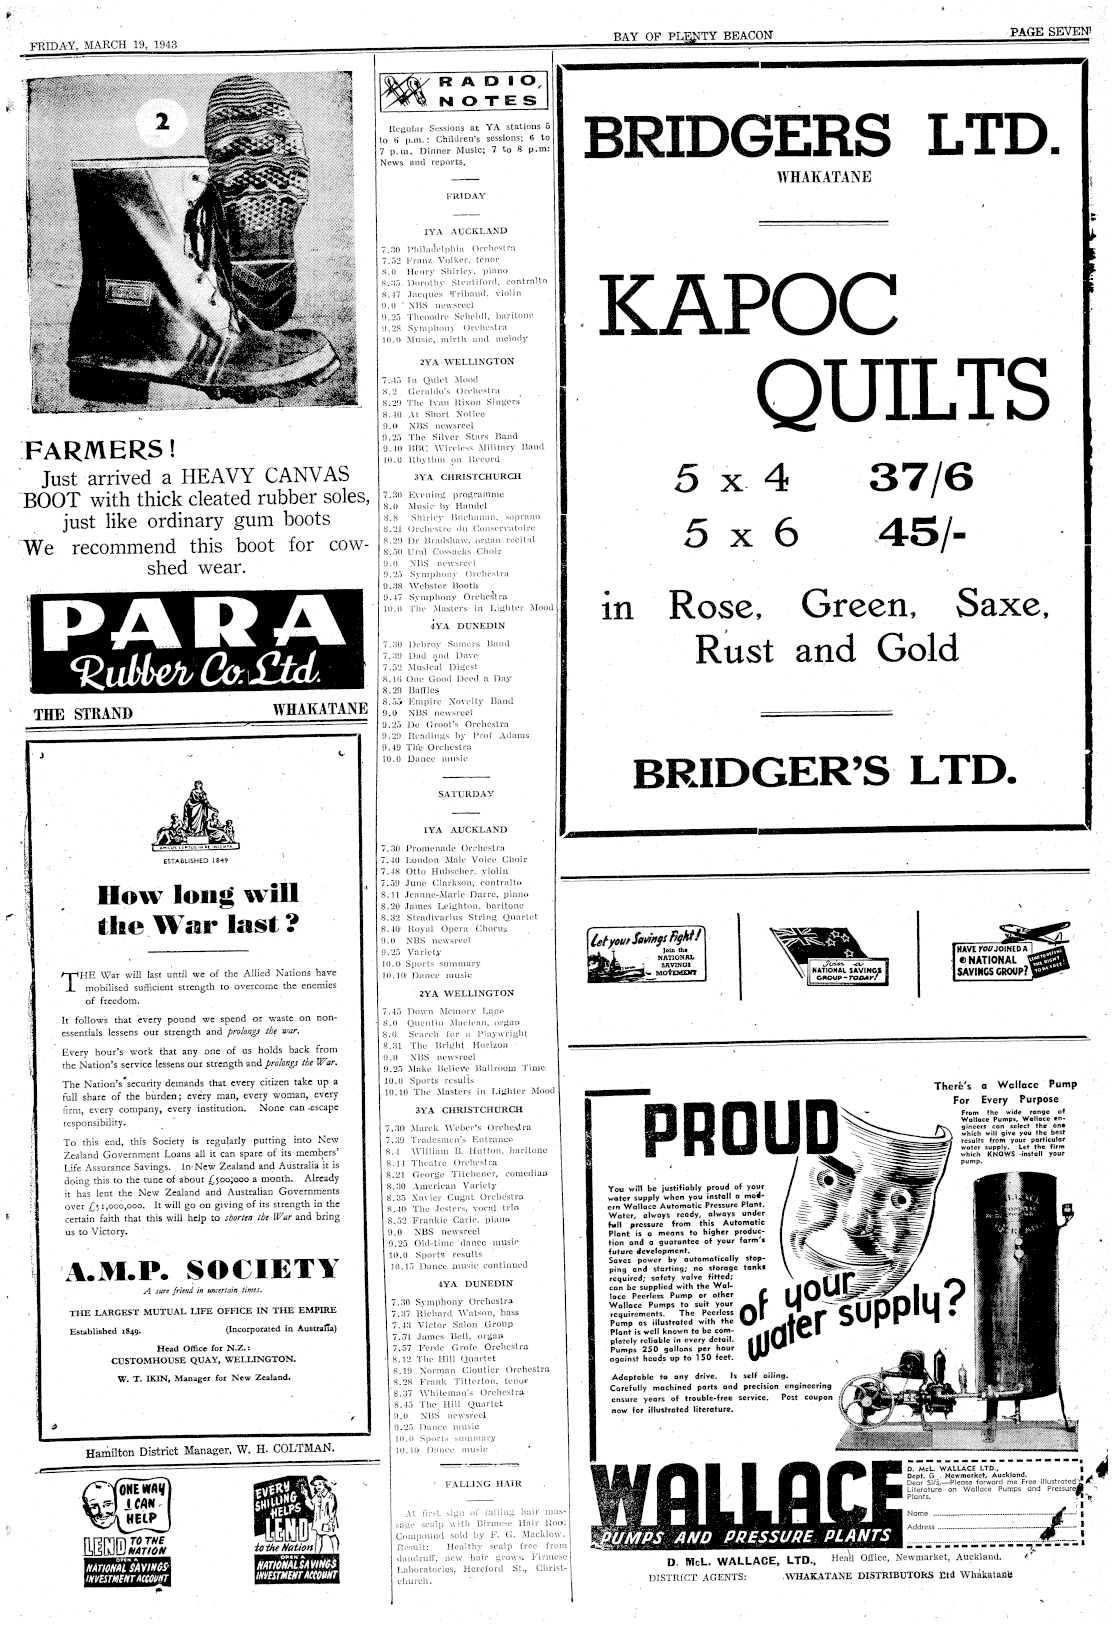 FRIDAY, MARCH 19, 1943
BAY OF PLENTY BEACON
PAGE SEVEN
2
FARMERS!
Just arrived a HEAVY CANVAS
BOOT with thick cleated rubber soles,
just like ordinary gum boots
We recommend this boot for cow-
shed wear.
PARA
Rubber Co. Ltd.
THE STRAND WHAKATANE
ESTABLISHED 1849
How long will
the War last?
THE War will last until we of the Allied Nations have
mobilised sufficient strength to overcome the enemies
of freedom.
It follows that every pound we spend or waste on non-
essentials lessens our strength and prolongs the war.
Every hour's work that any one of us holds back from
the Nation's service lessens our strength and prolongs the War.
The Nation's security demands that every citizen take up a
full share of the burden; every man, every woman, every
firm, every company, every institution. None can escape
responsibility.
To this end, this Society is regularly putting into New
Zealand Government Loans all it can spare of its members'
Life Assurance Savings. In New Zealand and Australia it is
doing this to the tune of about £500,000 a month. Already
it has lent the New Zealand and Australian Governments
over £51,000,000. It will go on giving of its strength in the
certain faith that this will help to shorten the War and bring
us to Victory.
A.M.P. SOCIETY
A sure friend in uncertain times.
THE LARGEST MUTUAL LIFE OFFICE IN THE EMPIRE
Established 1849. (Incorporated in Australia)
Head Office for N.Z.:
CUSTOMHOUSE QUAY, WELLINGTON.
W. T. IKIN, Manager for New Zealand.
Hamilton District Manager, W. H. COLTMAN.
ONE WAY
I CAN
HELP
LEND TO THE
NATION
OPEN A
NATIONAL SAVINGS
INVESTMENT ACCOUNT
EVERY
SHILLING
HELPS
LEND
to the Nation
OPEN A
NATIONAL SAVINGS
INVESTMENT ACCOUNT
RADIO
NOTES
Regular Sessions at YA stations 5
to 6 p.m.: Children's sessions; 6 to
7 p.m. Dinner Music; 7 to 8 p.m:
News and reports.
FRIDAY
1YA AUCKLAND
7.30 Philadelphia Orchestra
7.52 Franz Volker, tenor
8.0 Henry Shirley, piano
8.35 Dorothy Stentiford, contralto
8.47 Jacques Tribaud, violin
9.0 NBS newsreel
9.25 Theodre Scheidl, baritone
9.28 Symphony Orchestra
10.0 Music, mirth and melody
2YA WELLINGTON
7.45 In Quiet Mood
8.2 Geraldo's Orchestra
8.29 The Ivan Rixon Singers
8.40 At Short Notice
9.0 NBS newsreel
9.25 The Silver Stars Band
9.40 BBC Wireless Military Band
10.0 Rhythm on Record
3YA CHRISTCHURCH
7.30 Evening programme
8.0 Music by Handel
8.8 Shirley Buchanan, soprano
8.21 Orchestre du Conservatoire
8.29 Dr Bradshaw, organ recital
8.50 Ural Cossacks Choir
9.0 NBS newsreel
9.25 Symphony Orchestra
9.38 Webster Booth
9.47 Symphony Orchestra
10.0 The Masters in Lighter Mood
4YA DUNEDIN
7.30 Debroy Somers Band
7.39 Dad and Dave
7.52 Musical Digest
8.16 One Good Deed a Day
8.29 Baffles
8.55 Empire Novelty Band
9.0 NBS newsreel
9.25 De Groot's Orchestra
9.29 Readings by Prof Adams
9.49 The Orchestra
10.0 Dance music
SATURDAY
1YA AUCKLAND
7.30 Promenade Orchestra
7.40 London Male Voice Choir
7.48 Otto Hubscher, violin
7.59 June Clarkson, contralto
8.11 Jeanne-Marie Darre, piano
8.20 James Leighton, baritone
8.32 Stradivarius String Quartet
8.40 Royal Opera Chorus
9.0 NBS newsreel
9.25 Variety
10.0 Sports summary
10.10 Dance music
2YA WELLINGTON
7.45 Down Memory Lane
8.0 Quentin Maclean, organ
8.6 Search for a Playwright
8.31 The Bright Horizon
9.0 NBS newsreel
9.25 Make Believe Ballroom Time
10.0 Sports results
10.10 The Masters in Lighter Mood
3YA CHRISTCHURCH
7.30 Marek Weber's Orchestra
7.39 Tradesmen's Entrance
8.4 William B. Hutton, baritone
8.14 Theatre Orchestra
8.21 George Titchener, comedian
8.30 American Variety
8.35 Xavier Cugat Orchestra
8.40 The Jesters, vocal trio
8.52 Frankie Carle, piano
9.0 NBS newsreel
9.25 Old-time dance music
10.0 Sports results
10.15 Dance music continued
4YA DUNEDIN
7.30 Symphony Orchestra
7.37 Richard Watson, bass
7.43 Victor Salon Group
7.51 James Bell, organ
7.57 Ferde Grofe Orchestra
8.12 The Hill Quartet
8.19 Norman Cloutier Orchestra
8.28 Frank Titterton, tenor
8.37 Whiteman's Orchestra
8.45 The Hill Quartet
9.0 NBS newsreel
9.25 Dance music
10.0 Sports summary
10.10 Dance music
FALLING HAIR
At first sign of falling hair mas-
sage scalp with Birmese Hair Root
Compound sold by F. G. Macklow.
Result: Healthy scalp free from
dandruff, new hair grows. Firmese
Laboratories, Hereford St., Christ-
church.
BRIDGERS LTD.
WHAKATANE
KAPOC
QUILTS
5 x 4 37/6
5 x 6 45/-
in Rose, Green, Saxe,
Rust and Gold
BRIDGER'S LTD.
Let your Savings Fight!
Join the
NATIONAL
SAVINGS
MOVEMENT
Join a
NATIONAL SAVINGS
GROUP-TODAY!
HAVE YOU JOINED A
NATIONAL
SAVINGS GROUP?
LEND TO DEFEND
THE RIGHT
TO BE FREE!
There's a Wallace Pump
For Every Purpose
From the wide range of
Wallace Pumps, Wallace en-
gineers can select the one
which will give you the best
results from your particular
water supply. Let the firm
which KNOWS install your
pump.
PROUD
of your
water supply?
You will be justifiably proud of your
water supply when you install a mod-
ern Wallace Automatic Pressure Plant.
Water, always ready, always under
full pressure from this Automatic
Plant is a means to higher produc-
tion and a guarantee of your farm's
future development.
Saves power by automatically stop-
ping and starting; no storage tanks
required; safety valve fitted;
can be supplied with the Wal-
lace Peerless Pump or other
Wallace Pumps to suit your
requirements. The Peerless
Pump as illustrated with the
Plant is well known to be com-
pletely reliable in every detail.
Pumps 250 gallons per hour
against heads up to 150 feet.
Adaptable to any drive. Is self oiling.
Carefully machined parts and precision engineering
ensure years of trouble-free service. Post coupon
now for illustrated literature.
WALLACE
PUMPS AND PRESSURE PLANTS
D. McL. WALLACE LTD.,
Dept. G . Newmarket, Auckland.
Dear Sirs,—Please forward me Free Illustrated
Literature on Wallace Pumps and Pressure
Plants.
Name
Address
D. McL. WALLACE, LTD., Head Office, Newmarket, Auckland.
DISTRICT AGENTS: WHAKATANE DISTRIBUTORS Ltd Whakatane